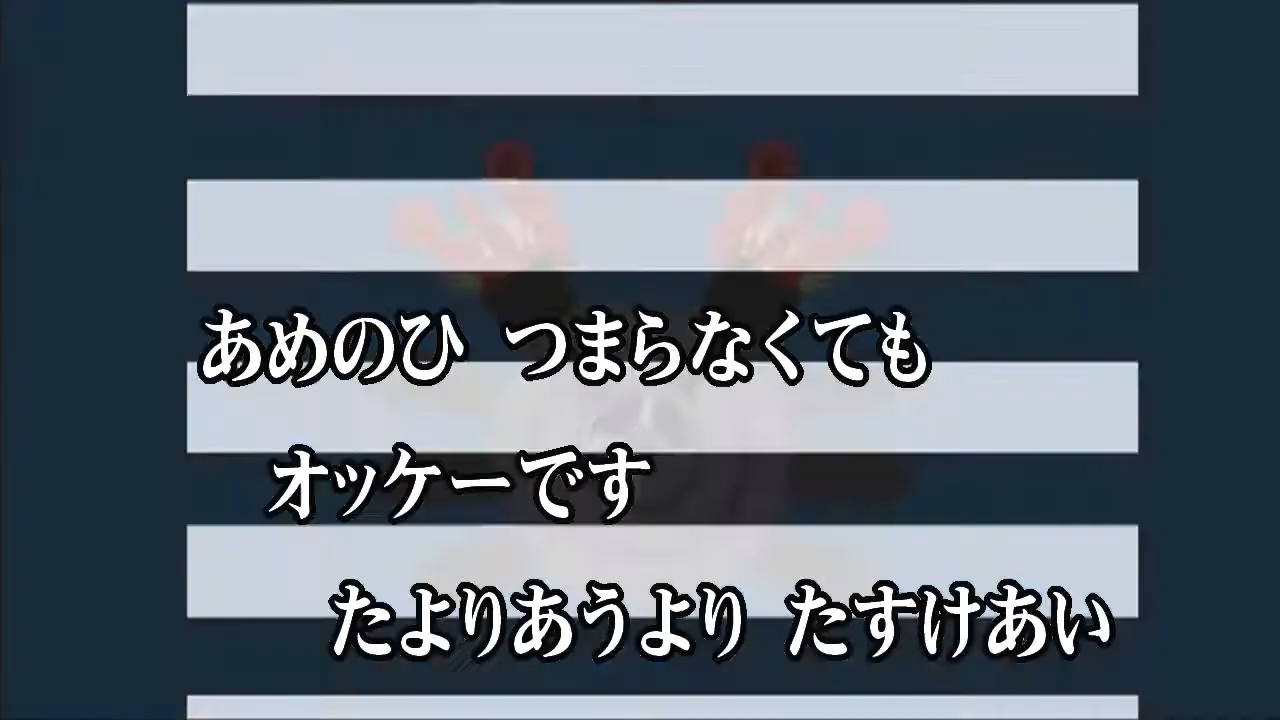 あめのひ つまらなくても
オッケーです
たよりあうより たすけあい